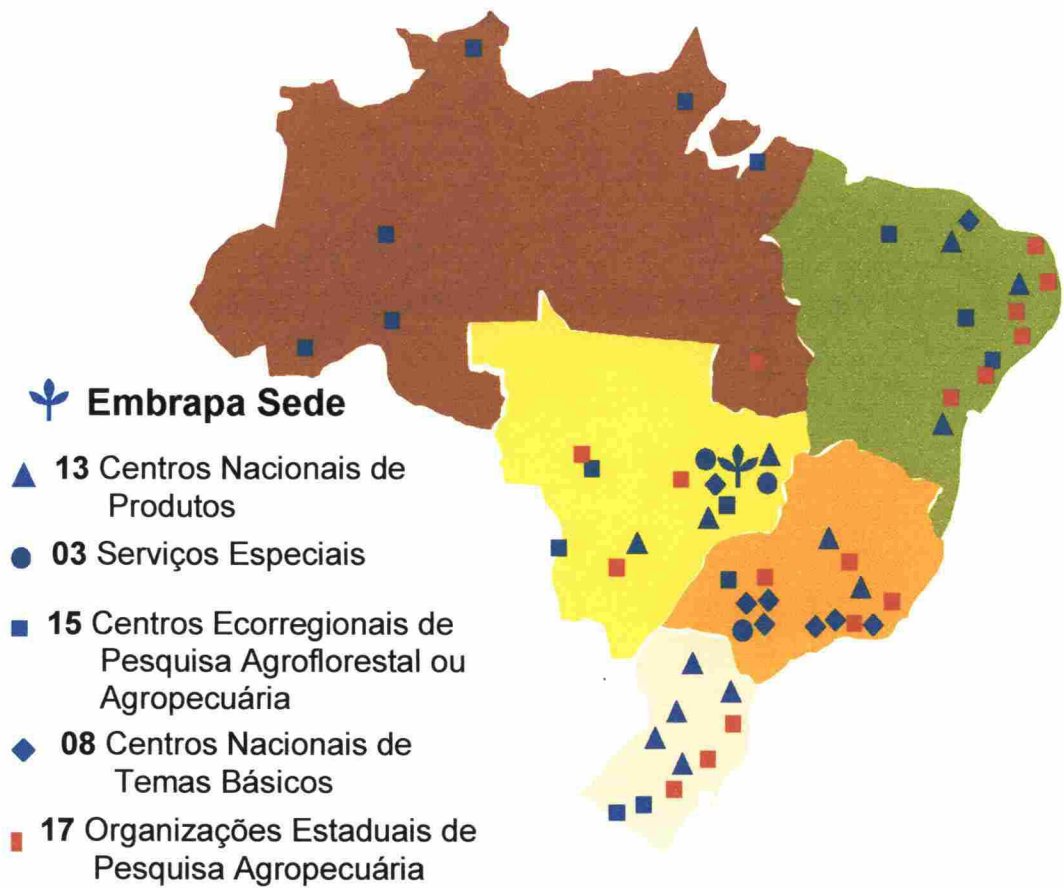 Embrapa Sede
13 Centros Nacionais de
Produtos
03 Serviços Especiais
15 Centros Ecorregionais de
Pesquisa Agroflorestal ou
Agropecuária
08 Centros Nacionais de
Temas Básicos
17 Organizações Estaduais de
Pesquisa Agropecuária